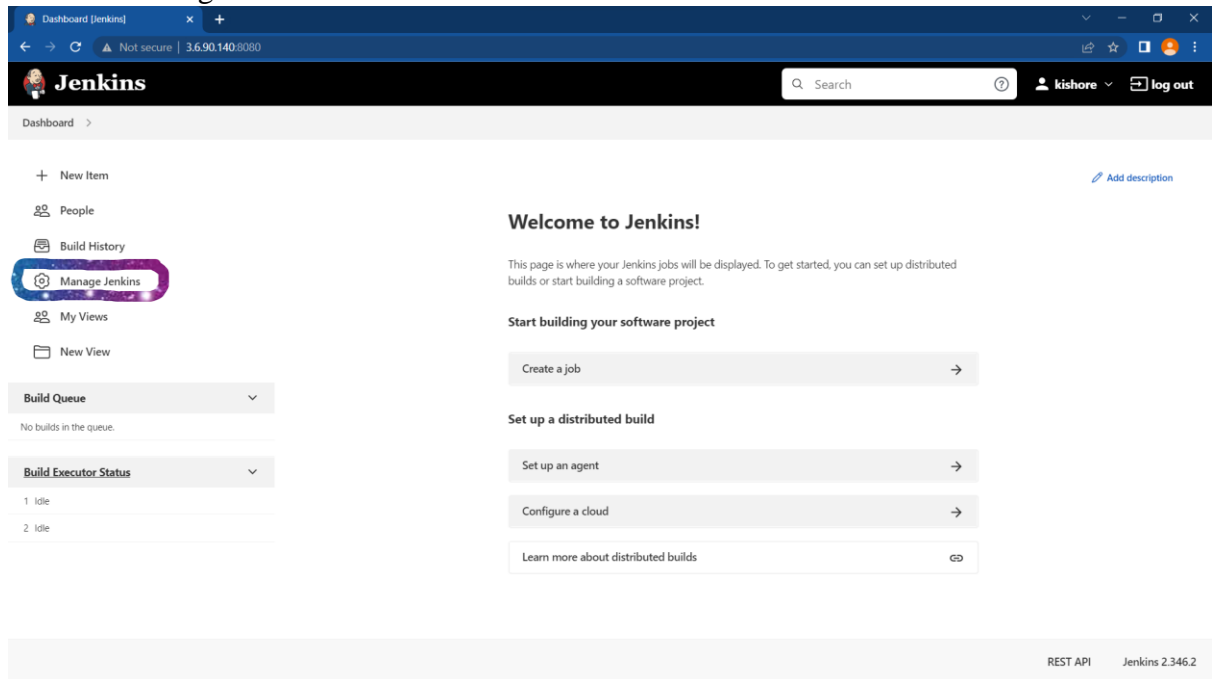 Dashboard [Jenkins]
Not secure | 3.6.90.140:8080
Jenkins
Search
kishore
log out
Dashboard
New Item
Add description
People
Welcome to Jenkins!
Build History
This page is where your Jenkins jobs will be displayed. To get started, you can set up distributed
builds or start building a software project.
Manage Jenkins
My Views
Start building your software project
New View
Create a job
Build Queue
No builds in the queue.
Set up a distributed build
Build Executor Status
Set up an agent
1 Idle
Configure a cloud
2 Idle
Learn more about distributed builds
REST API
Jenkins 2.346.2